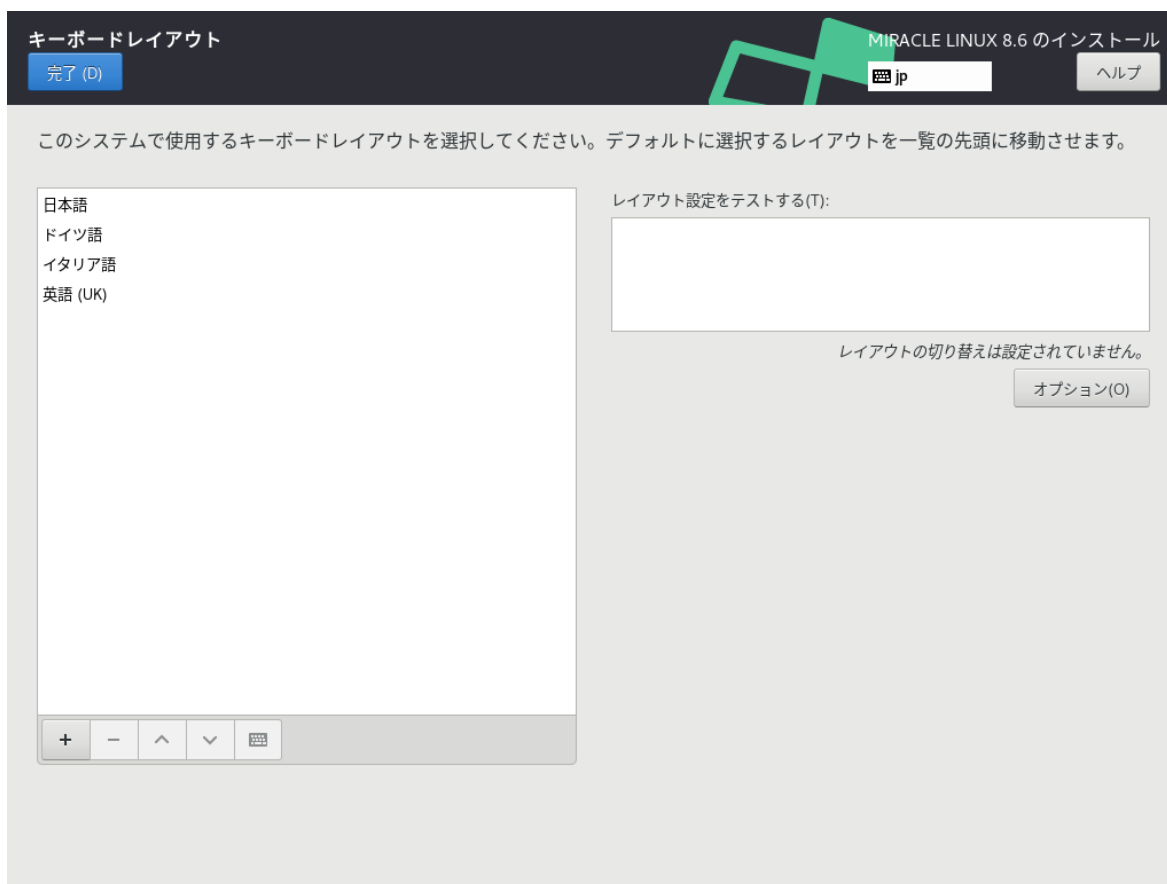 キーボードレイアウト
MIRACLE LINUX 8.6 のインストール
完了 (D)
jp
ヘルプ
このシステムで使用するキーボードレイアウトを選択してください。デフォルトに選択するレイアウトを一覧の先頭に移動させます。
日本語
ドイツ語
イタリア語
英語 (UK)
レイアウト設定をテストする(T):
レイアウトの切り替えは設定されていません。
オプション(O)